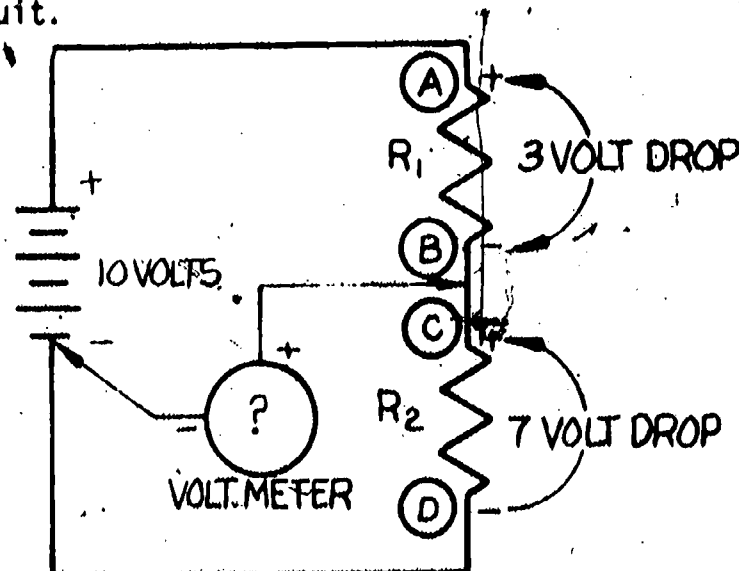 uit.
A
+
R1
3 VOLT DROP
+
B
-
10 VOLTS
-
C
+
+
?
-
R2
7 VOLT DROP
VOLT METER
D
-